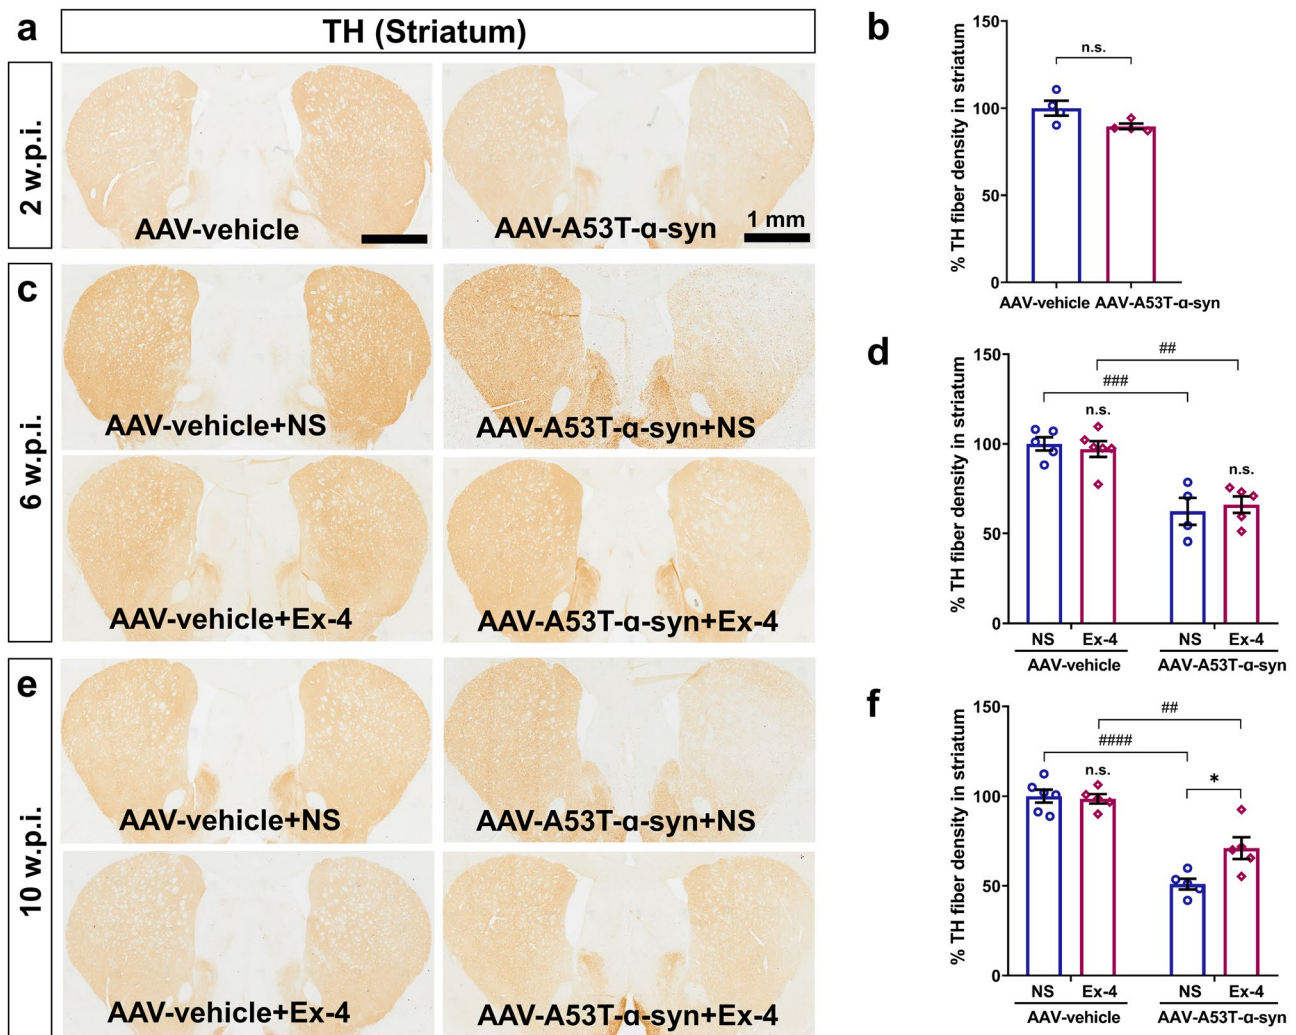 a
TH (Striatum)
2 w.p.i.
AAV-vehicle
AAV-A53T-ɑ-syn
1 mm
b
% TH fiber density in striatum
150
100
50
0
n.s.
AAV-vehicle AAV-A53T-ɑ-syn
c
6 w.p.i.
AAV-vehicle+NS
AAV-A53T-ɑ-syn+NS
AAV-vehicle+Ex-4
AAV-A53T-ɑ-syn+Ex-4
d
% TH fiber density in striatum
150
100
50
0
##
###
n.s.
n.s.
NS Ex-4 NS Ex-4
AAV-vehicle AAV-A53T-ɑ-syn
e
10 w.p.i.
AAV-vehicle+NS
AAV-A53T-ɑ-syn+NS
AAV-vehicle+Ex-4
AAV-A53T-ɑ-syn+Ex-4
f
% TH fiber density in striatum
150
100
50
0
##
####
n.s.
*
NS Ex-4 NS Ex-4
AAV-vehicle AAV-A53T-ɑ-syn